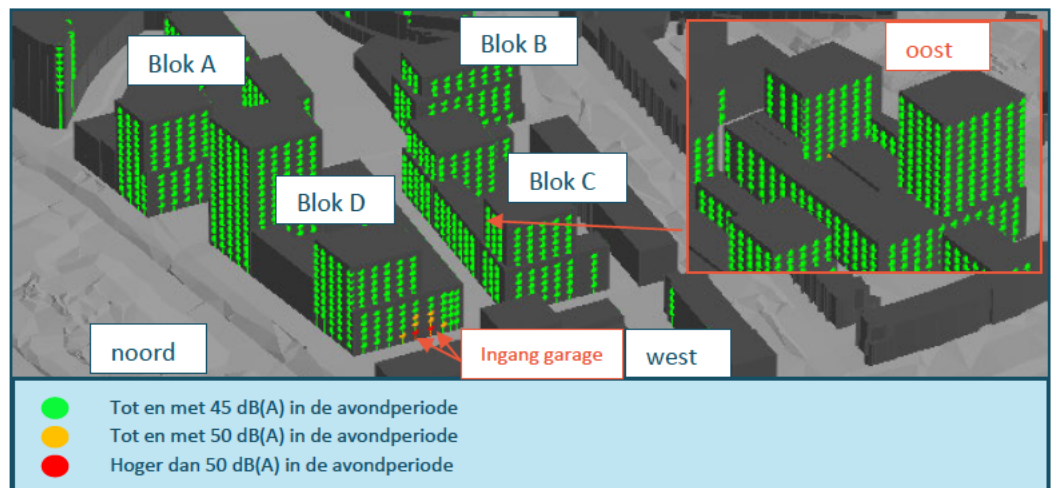 Blok A
Blok B
oost
Blok C
Blok D
noord
Ingang garage
west
Tot en met 45 dB(A) in de avondperiode
Tot en met 50 dB(A) in de avondperiode
Hoger dan 50 dB(A) in de avondperiode